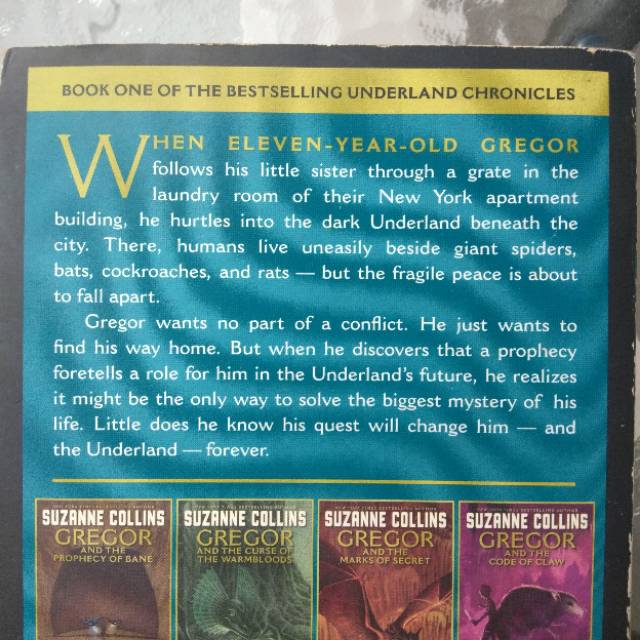 BOOK ONE OF THE BESTSELLING UNDERLAND CHRONICLES
WHEN ELEVEN-YEAR-OLD GREGOR
follows his little sister through a grate in the
laundry room of their New York apartment
building, he hurtles into the dark Underland beneath the
city. There, humans live uneasily beside giant spiders,
bats, cockroaches, and rats — but the fragile peace is about
to fall apart.
Gregor wants no part of a conflict. He just wants to
find his way home. But when he discovers that a prophecy
foretells a role for him in the Underland's future, he realizes
it might be the only way to solve the biggest mystery of his
life. Little does he know his quest will change him — and
the Underland — forever.
SUZANNE COLLINS
GREGOR
AND THE
PROPHECY OF BANE
SUZANNE COLLINS
GREGOR
AND THE CURSE OF
THE WARMBLOODS
SUZANNE COLLINS
GREGOR
AND THE
MARKS OF SECRET
SUZANNE COLLINS
GREGOR
AND THE
CODE OF CLAW